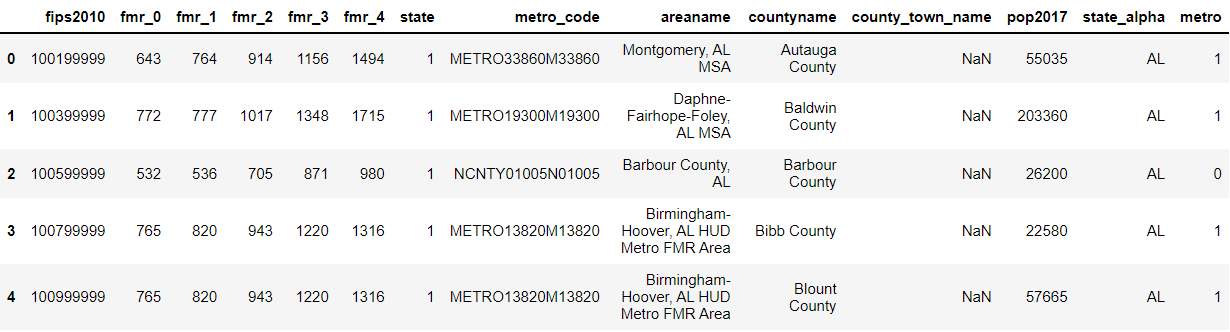 fips2010 fmr_0 fmr_1 fmr_2 fmr_3 fmr_4 state metro_code areaname countyname county_town_name pop2017 state_alpha metro
0 100199999 643 764 914 1156 1494 1 METRO33860M33860 Montgomery, AL MSA Autauga County NaN 55035 AL 1
1 100399999 772 777 1017 1348 1715 1 METRO19300M19300 Daphne-Fairhope-Foley, AL MSA Baldwin County NaN 203360 AL 1
2 100599999 532 536 705 871 980 1 NCNTY01005N01005 Barbour County, AL Barbour County NaN 26200 AL 0
3 100799999 765 820 943 1220 1316 1 METRO13820M13820 Birmingham-Hoover, AL HUD Metro FMR Area Bibb County NaN 22580 AL 1
4 100999999 765 820 943 1220 1316 1 METRO13820M13820 Birmingham-Hoover, AL HUD Metro FMR Area Blount County NaN 57665 AL 1